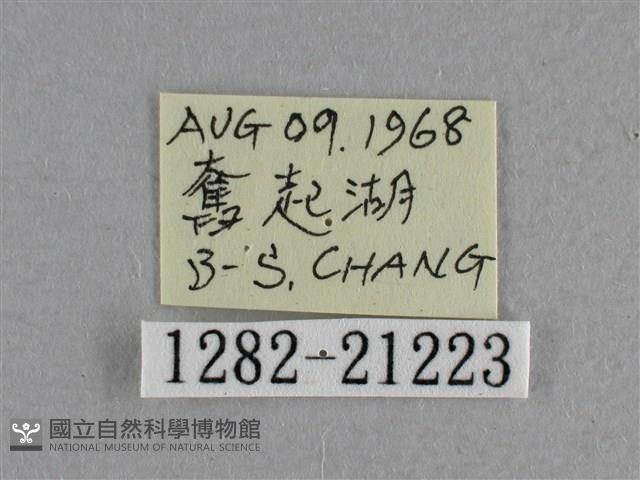 AUG 09. 1968
奮起湖
B-S. CHANG
1282-21223
國立自然科學博物館
NATIONAL MUSEUM OF NATURAL SCIENCE